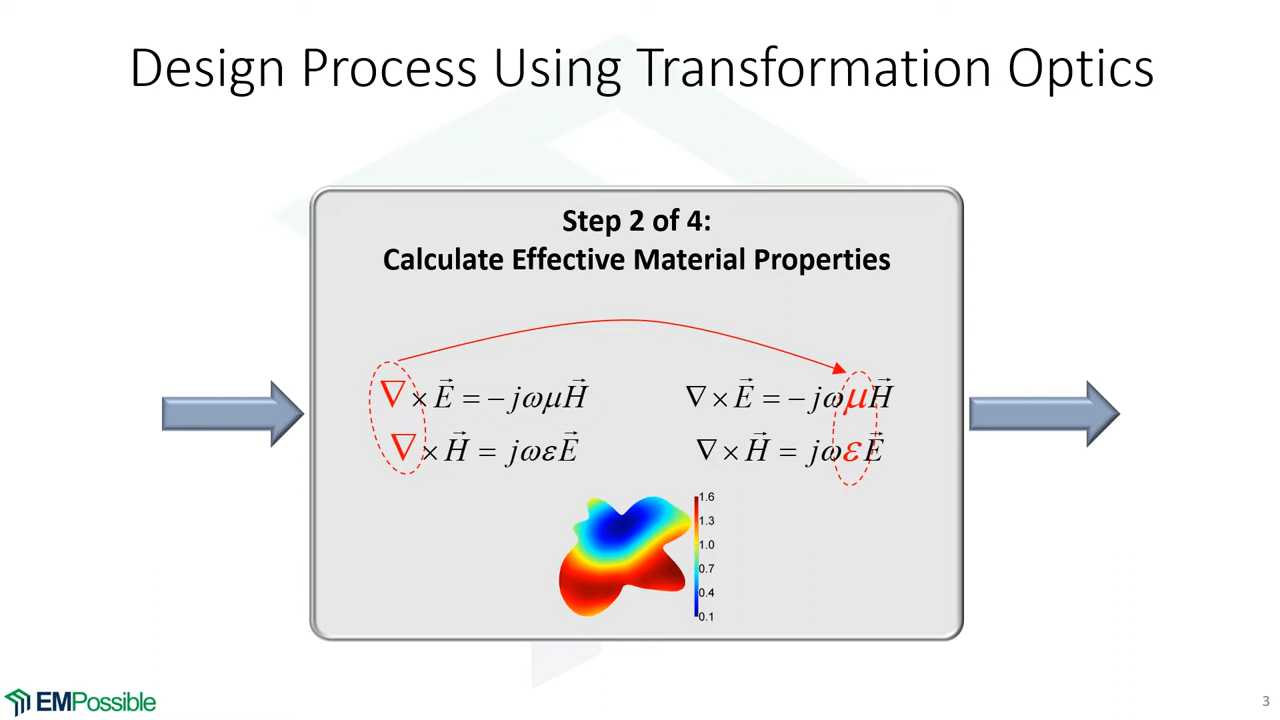 Design Process Using Transformation Optics
Step 2 of 4:
Calculate Effective Material Properties
∇ × E⃗ = − jωμH⃗
∇ × H⃗ = jωεE⃗
∇ × E⃗ = − jωμH⃗
∇ × H⃗ = jωεE⃗
1.6
1.3
1.0
0.7
0.4
0.1
EMPossible
3